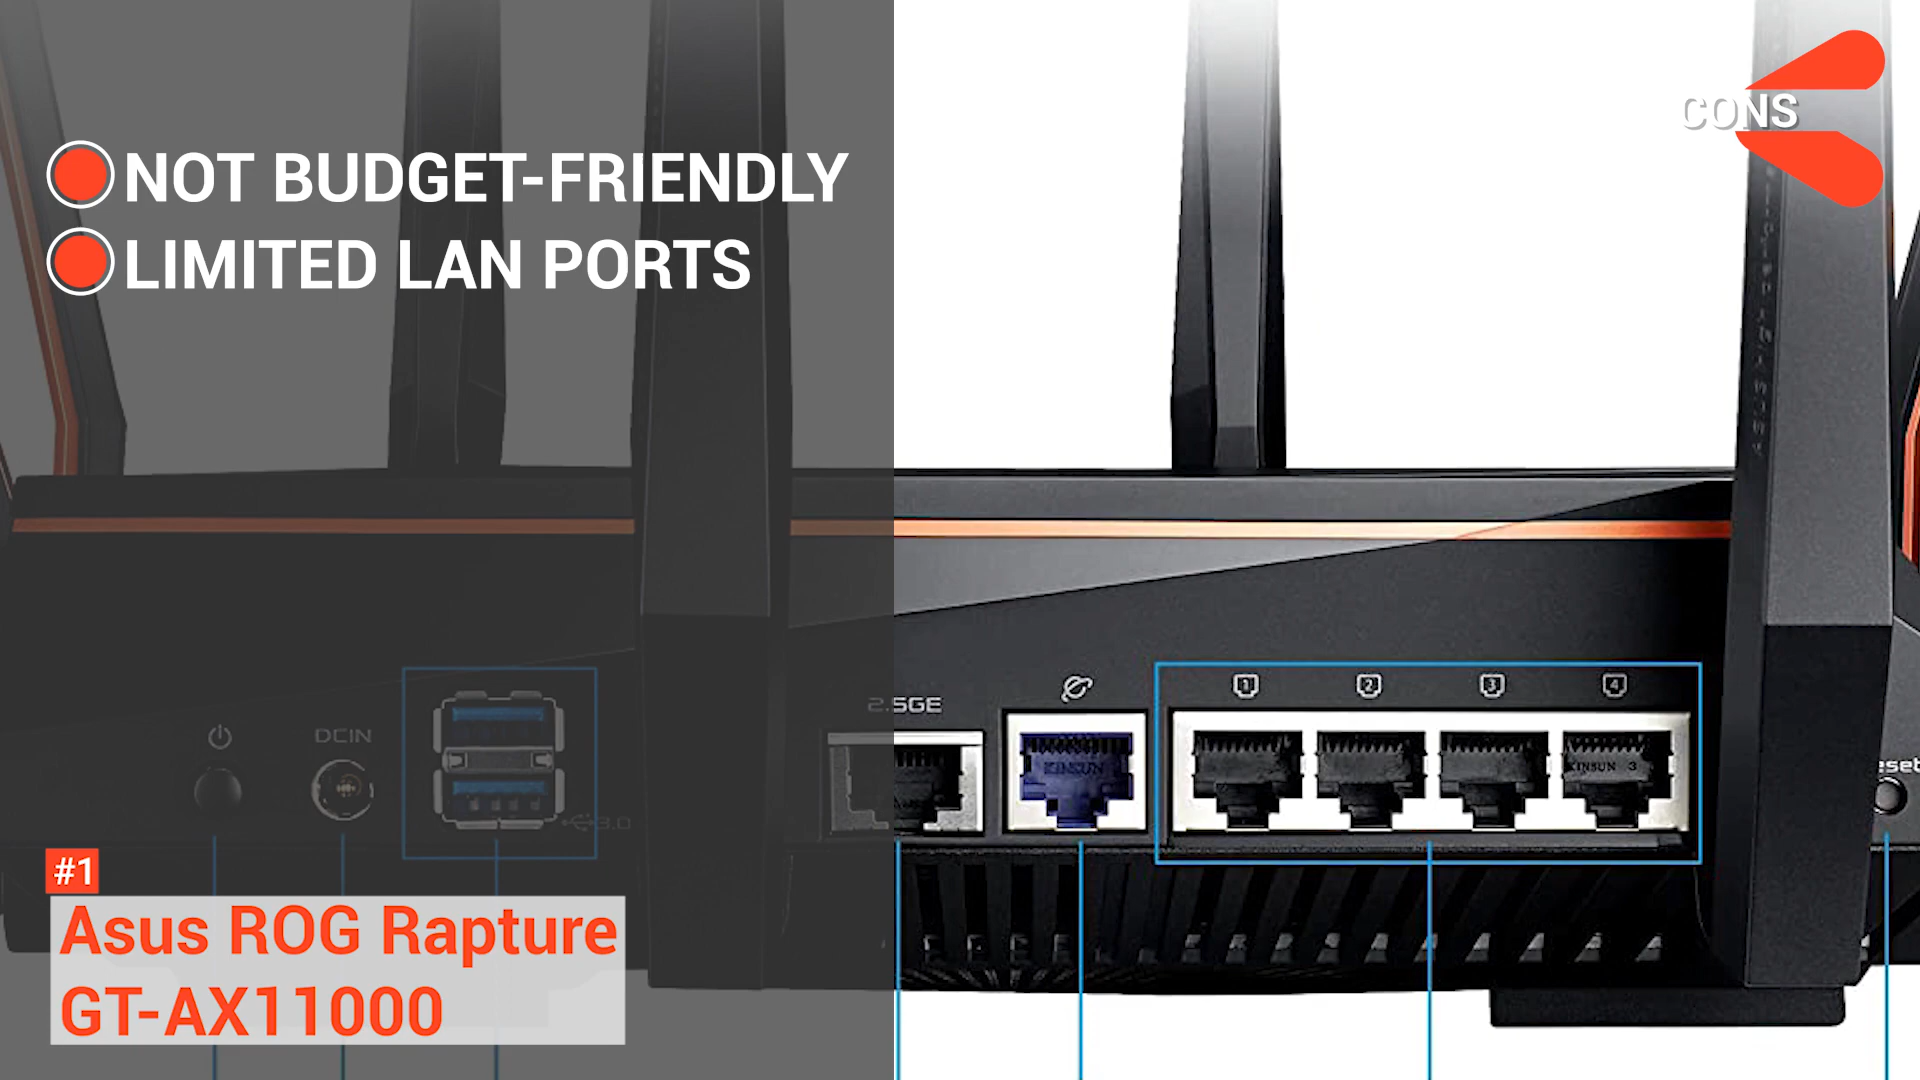 CONS
NOT BUDGET-FRIENDLY
LIMITED LAN PORTS
2.5GE
1 2 3 4
DCIN
KINSUN
KINSUN 3
eset
3.0
#1
Asus ROG Rapture
GT-AX11000